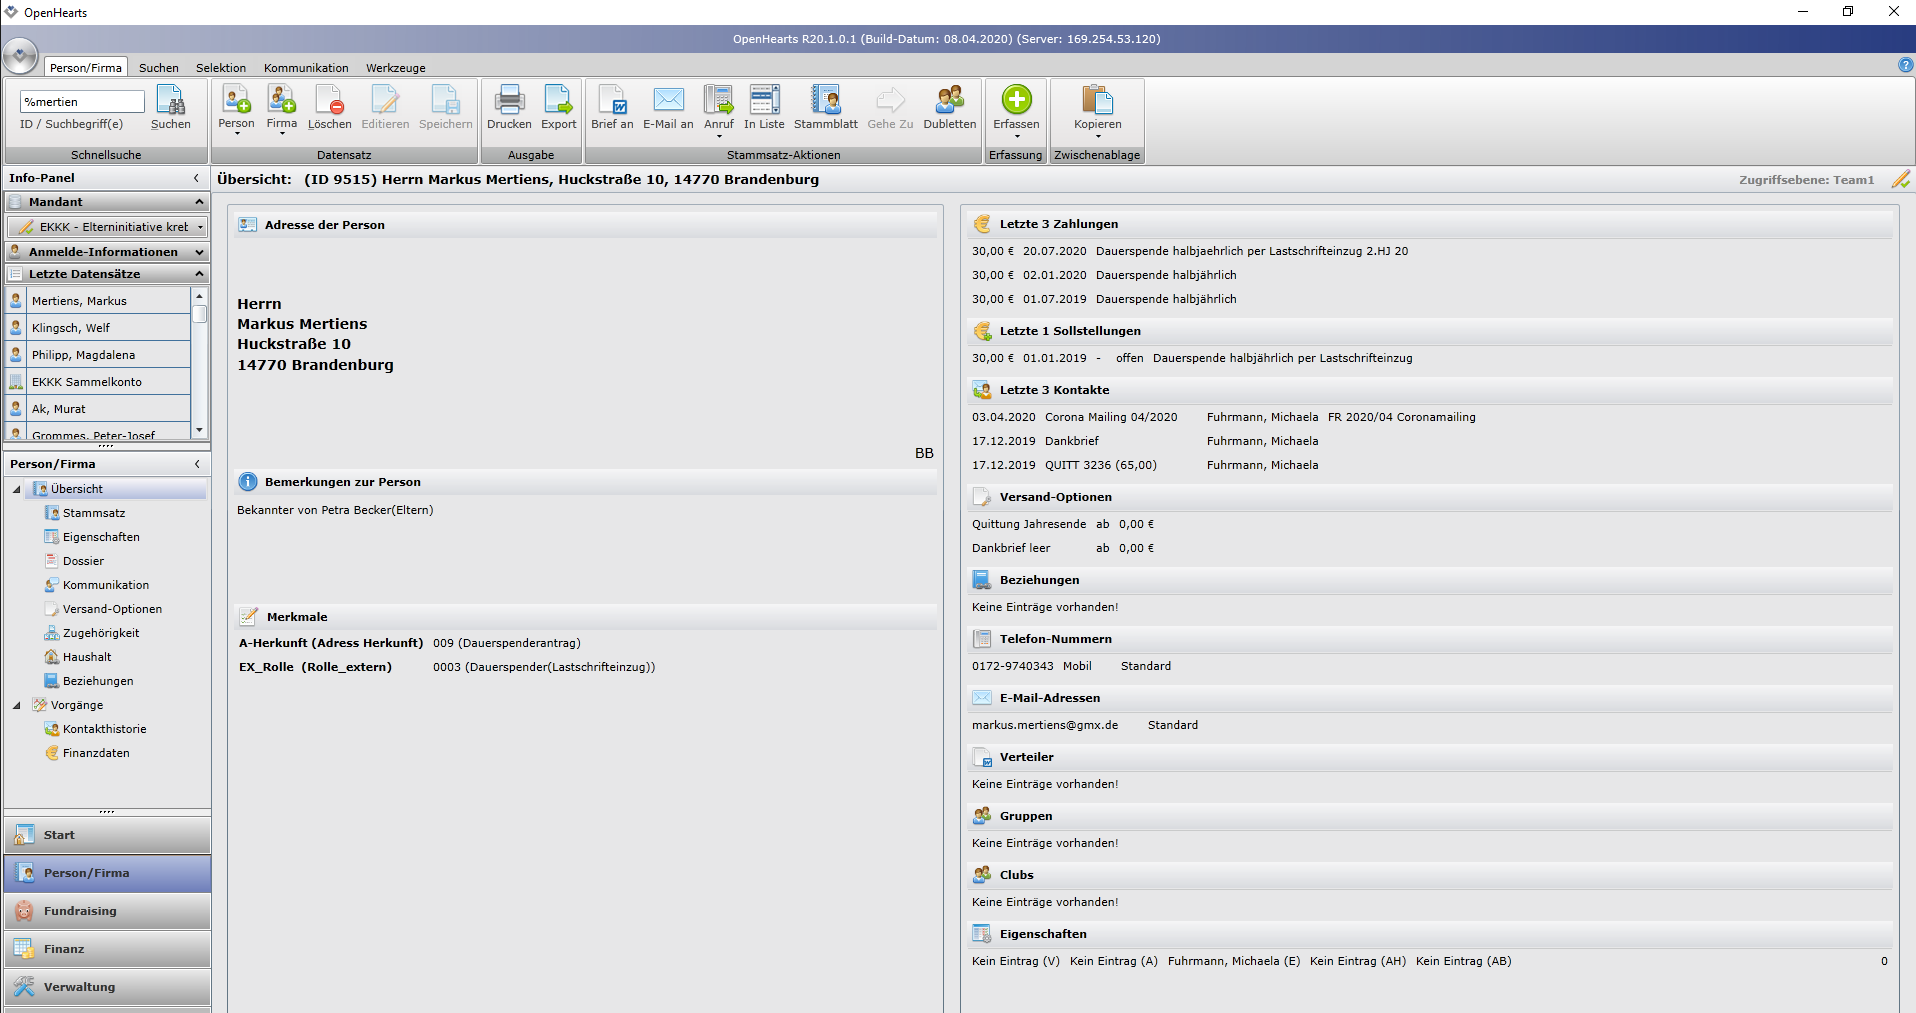 OpenHearts
OpenHearts R20.1.0.1 (Build-Datum: 08.04.2020) (Server: 169.254.53.120)
Person/Firma Suchen Selektion Kommunikation Werkzeuge
%mertien
ID / Suchbegriff(e)
Suchen
Schnellsuche
Person Firma Löschen Editieren Speichern
Datensatz
Drucken Export
Ausgabe
Brief an E-Mail an Anruf In Liste Stammblatt Gehe Zu Dubletten
Stammsatz-Aktionen
Erfassen
Erfassung
Kopieren
Zwischenablage
Info-Panel
Mandant
EKKK - Elterninitiative kret
Anmelde-Informationen
Letzte Datensätze
Mertiens, Markus
Klingsch, Welf
Philipp, Magdalena
EKKK Sammelkonto
Ak, Murat
Grommes, Peter-Josef
Person/Firma
Übersicht
Stammsatz
Eigenschaften
Dossier
Kommunikation
Versand-Optionen
Zugehörigkeit
Haushalt
Beziehungen
Vorgänge
Kontakthistorie
Finanzdaten
Start
Person/Firma
Fundraising
Finanz
Verwaltung
Übersicht: (ID 9515) Herrn Markus Mertiens, Huckstraße 10, 14770 Brandenburg
Zugriffsebene: Team1
Adresse der Person
Herrn
Markus Mertiens
Huckstraße 10
14770 Brandenburg
BB
Bemerkungen zur Person
Bekannter von Petra Becker(Eltern)
Merkmale
A-Herkunft (Adress Herkunft) 009 (Dauerspenderantrag)
EX_Rolle (Rolle_extern) 0003 (Dauerspender(Lastschrifteinzug))
Letzte 3 Zahlungen
30,00 € 20.07.2020 Dauerspende halbjaehrlich per Lastschrifteinzug 2.HJ 20
30,00 € 02.01.2020 Dauerspende halbjährlich
30,00 € 01.07.2019 Dauerspende halbjährlich
Letzte 1 Sollstellungen
30,00 € 01.01.2019 - offen Dauerspende halbjährlich per Lastschrifteinzug
Letzte 3 Kontakte
03.04.2020 Corona Mailing 04/2020 Fuhrmann, Michaela FR 2020/04 Coronamailing
17.12.2019 Dankbrief Fuhrmann, Michaela
17.12.2019 QUITT 3236 (65,00) Fuhrmann, Michaela
Versand-Optionen
Quittung Jahresende ab 0,00 €
Dankbrief leer ab 0,00 €
Beziehungen
Keine Einträge vorhanden!
Telefon-Nummern
0172-9740343 Mobil Standard
E-Mail-Adressen
markus.mertiens@gmx.de Standard
Verteiler
Keine Einträge vorhanden!
Gruppen
Keine Einträge vorhanden!
Clubs
Keine Einträge vorhanden!
Eigenschaften
Kein Eintrag (V) Kein Eintrag (A) Fuhrmann, Michaela (E) Kein Eintrag (AH) Kein Eintrag (AB) 0